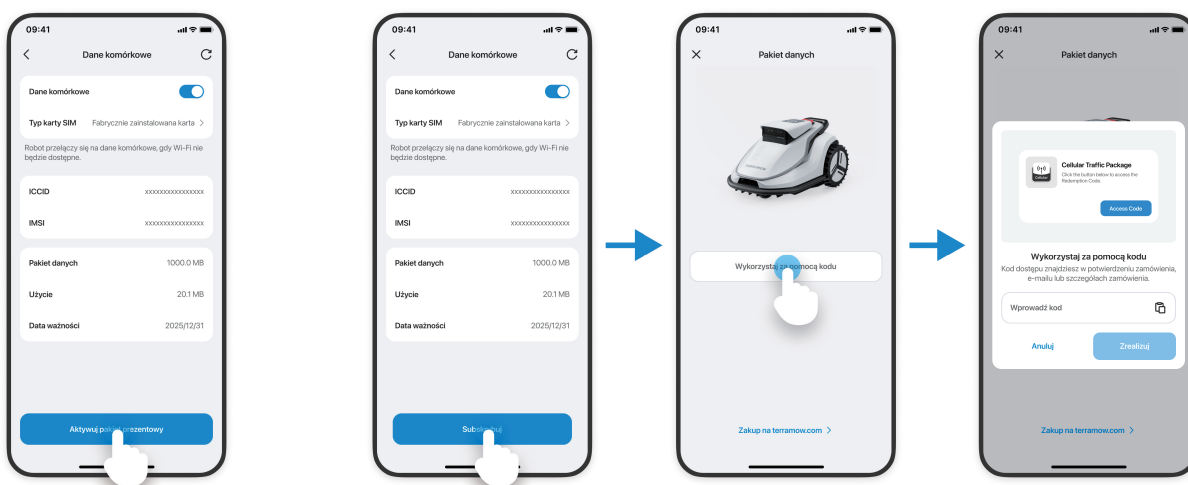 09:41
Dane komórkowe
Dane komórkowe
Typ karty SIM Fabrycznie zainstalowana karta
Robot przełączy się na dane komórkowe, gdy Wi-Fi nie
będzie dostępne.
ICCID xxxxxxxxxxxxxxxx
IMSI xxxxxxxxxxxxxxxx
Pakiet danych 1000.0 MB
Użycie 20.1 MB
Data ważności 2025/12/31
Aktywuj pakiet prezentowy
09:41
Dane komórkowe
Dane komórkowe
Typ karty SIM Fabrycznie zainstalowana karta
Robot przełączy się na dane komórkowe, gdy Wi-Fi nie
będzie dostępne.
ICCID xxxxxxxxxxxxxxxx
IMSI xxxxxxxxxxxxxxxx
Pakiet danych 1000.0 MB
Użycie 20.1 MB
Data ważności 2025/12/31
Subskrybuj
09:41
Pakiet danych
Wykorzystaj za pomocą kodu
Zakup na terramow.com
09:41
Pakiet danych
Cellular
Cellular Traffic Package
Click the button below to access the
Redemption Code.
Access Code
Wykorzystaj za pomocą kodu
Kod dostępu znajdziesz w potwierdzeniu zamówienia,
e-mailu lub szczegółach zamówienia.
Wprowadź kod
Anuluj Zrealizuj
Zakup na terramow.com